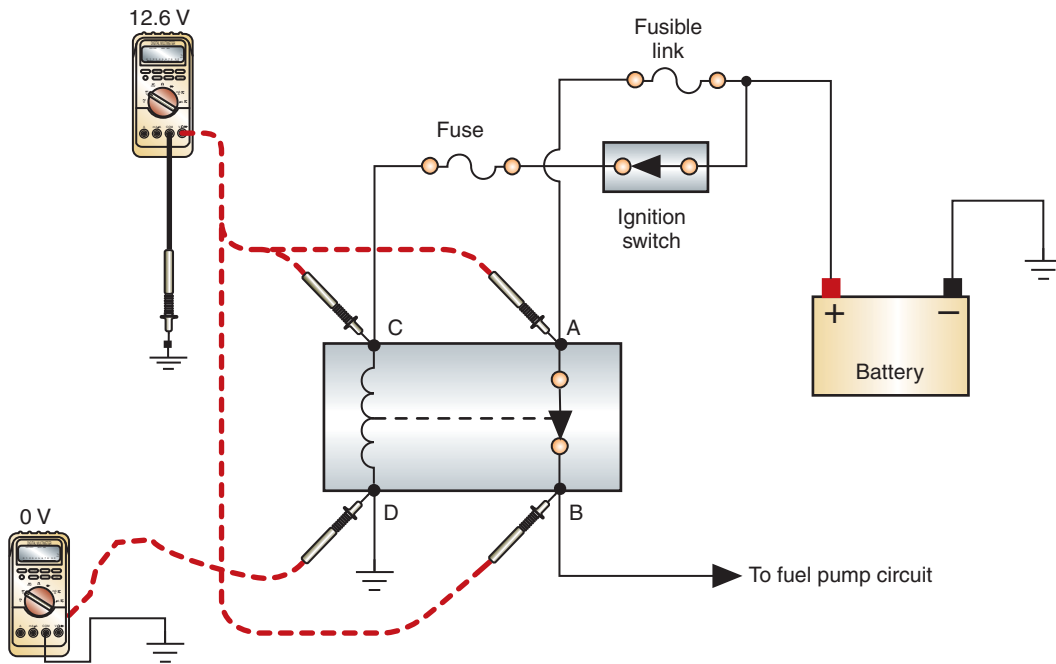 12.6 V
Fusible
link
Fuse
Ignition
switch
C
A
+
−
Battery
D
B
0 V
To fuel pump circuit